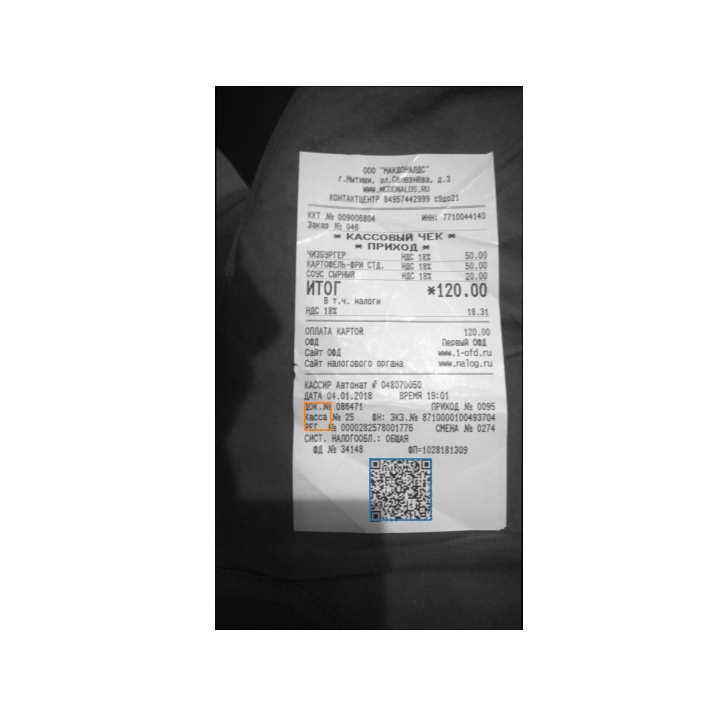 ООО "МАКДОНАЛДС"
г.Мытищи, ул.Селезнёва, д.3
WWW.MCDONALDS.RU
КОНТАКТЦЕНТР 84957442999 с9до21
ККТ № 009006804 ИНН: 7710044140
Заказ № 046
* КАССОВЫЙ ЧЕК *
* ПРИХОД *
ЧИЗБУРГЕР НДС 18% 50.00
КАРТОФЕЛЬ-ФРИ СТД. НДС 18% 50.00
СОУС СЫРНЫЙ НДС 18% 20.00
ИТОГ *120.00
В т.ч. налоги
НДС 18% 18.31
ОПЛАТА КАРТОЙ 120.00
ОФД Первый ОФД
Сайт ОФД www.1-ofd.ru
Сайт налогового органа www.nalog.ru
КАССИР Автомат № 048070050
ДАТА 04.01.2018 ВРЕМЯ 19:01
ДОК.№ 086471 ПРИХОД № 0095
Касса № 25 ФН: ЭКЗ.№ 8710000100493704
РЕГ. № 0000282578001776 СМЕНА № 0274
СИСТ. НАЛОГООБЛ.: ОБЩАЯ
ФД № 34148 ФП=1028181309